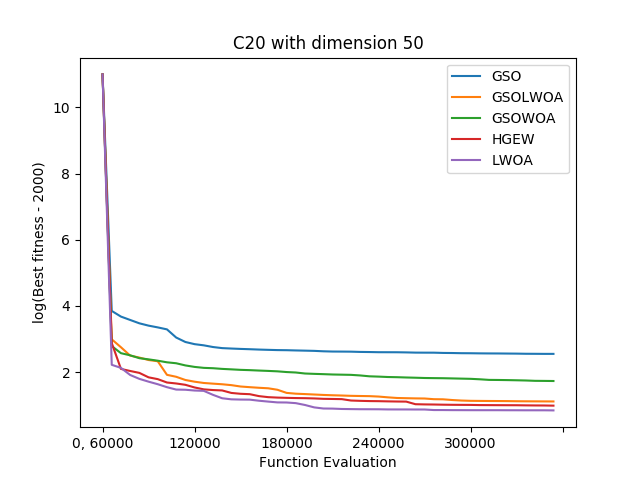 C20 with dimension 50
log(Best fitness - 2000)
10
8
6
4
2
GSO
GSOLWOA
GSOWOA
HGEW
LWOA
0, 60000 120000 180000 240000 300000
Function Evaluation